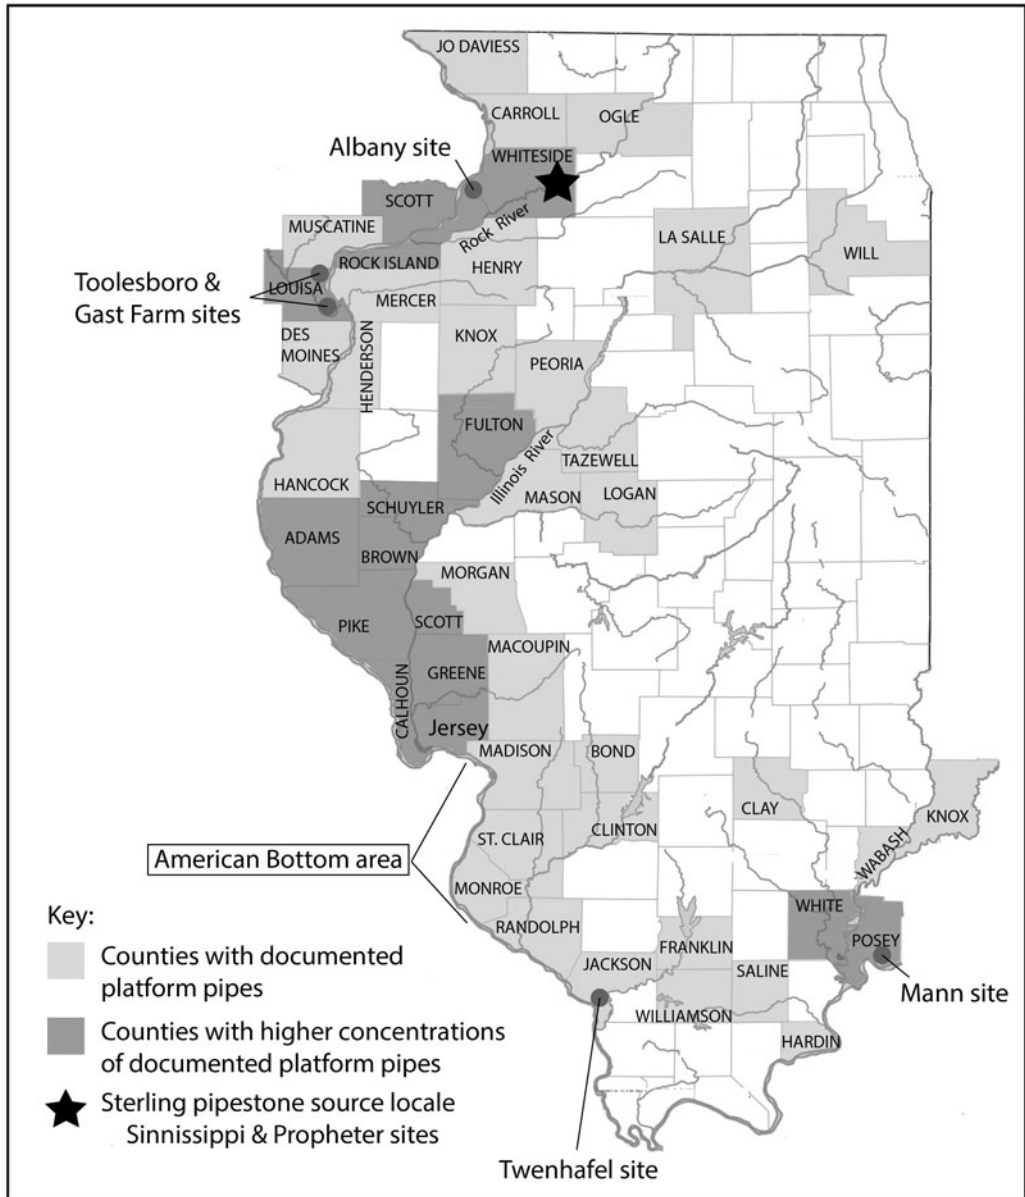 JO DAVIESS
CARROLL
OGLE
Albany site
WHITESIDE
SCOTT
MUSCATINE
Rock River
LA SALLE
WILL
ROCK ISLAND
HENRY
Toolesboro &
Gast Farm sites
LOUISA
MERCER
DES
MOINES
HENDERSON
KNOX
PEORIA
FULTON
Illinois River
TAZEWELL
HANCOCK
MASON
LOGAN
SCHUYLER
ADAMS
BROWN
MORGAN
PIKE
SCOTT
MACOUPIN
GREENE
CALHOUN
Jersey
MADISON
BOND
CLAY
KNOX
ST. CLAIR
CLINTON
WABASH
American Bottom area
MONROE
RANDOLPH
WHITE
POSEY
FRANKLIN
JACKSON
SALINE
Mann site
WILLIAMSON
HARDIN
Twenhafel site
Key:
Counties with documented
platform pipes
Counties with higher concentrations
of documented platform pipes
Sterling pipestone source locale
Sinnissippi & Propheter sites